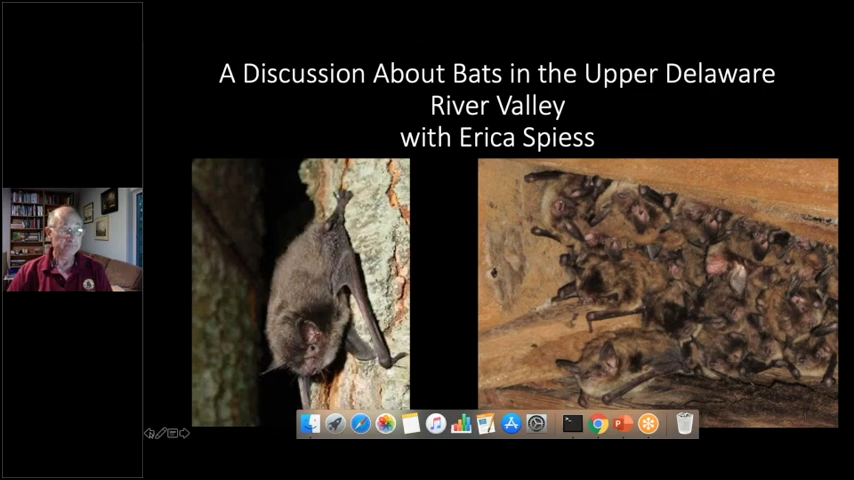 A Discussion About Bats in the Upper Delaware
River Valley
with Erica Spiess